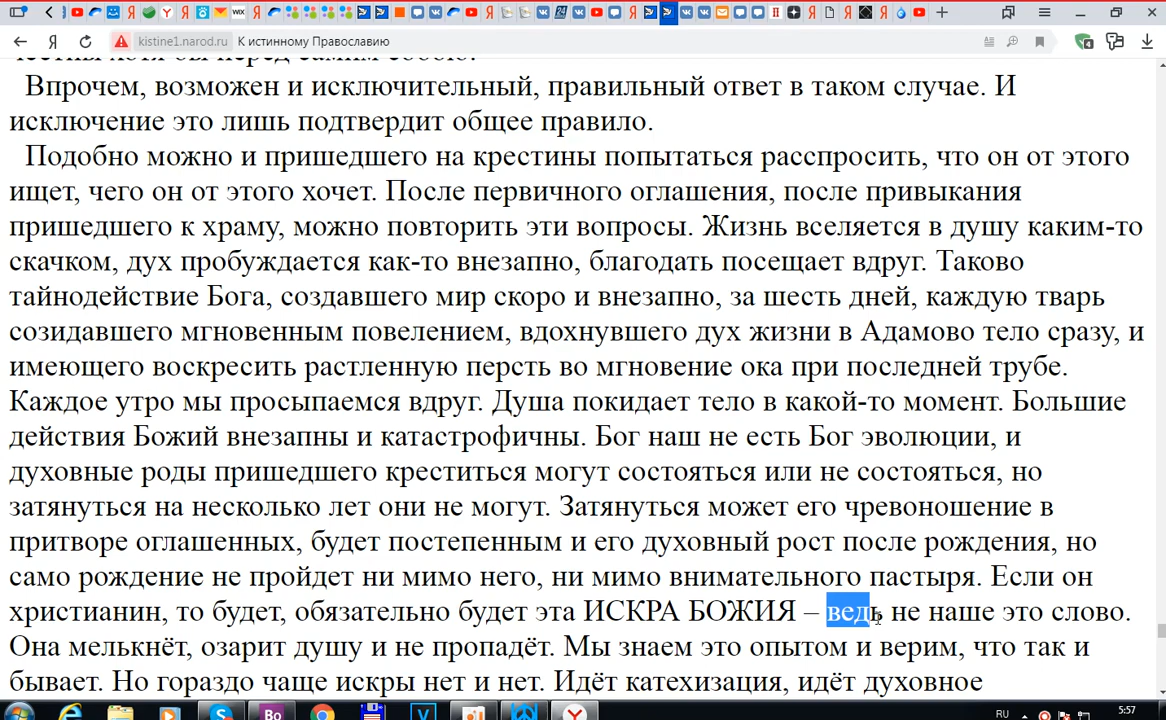 kistine1.narod.ru К истинному Православию
честны хотя бы перед самим собою.
Впрочем, возможен и исключительный, правильный ответ в таком случае. И
исключение это лишь подтвердит общее правило.
Подобно можно и пришедшего на крестины попытаться расспросить, что он от этого
ищет, чего он от этого хочет. После первичного оглашения, после привыкания
пришедшего к храму, можно повторить эти вопросы. Жизнь вселяется в душу каким-то
скачком, дух пробуждается как-то внезапно, благодать посещает вдруг. Таково
тайнодействие Бога, создавшего мир скоро и внезапно, за шесть дней, каждую тварь
созидавшего мгновенным повелением, вдохнувшего дух жизни в Адамово тело сразу, и
имеющего воскресить растленную персть во мгновение ока при последней трубе.
Каждое утро мы просыпаемся вдруг. Душа покидает тело в какой-то момент. Большие
действия Божий внезапны и катастрофичны. Бог наш не есть Бог эволюции, и
духовные роды пришедшего креститься могут состояться или не состояться, но
затянуться на несколько лет они не могут. Затянуться может его чревоношение в
притворе оглашенных, будет постепенным и его духовный рост после рождения, но
само рождение не пройдет ни мимо него, ни мимо внимательного пастыря. Если он
христианин, то будет, обязательно будет эта ИСКРА БОЖИЯ – ведь не наше это слово.
Она мелькнёт, озарит душу и не пропадёт. Мы знаем это опытом и верим, что так и
бывает. Но гораздо чаще искры нет и нет. Идёт катехизация, идёт духовное
RU 5:57